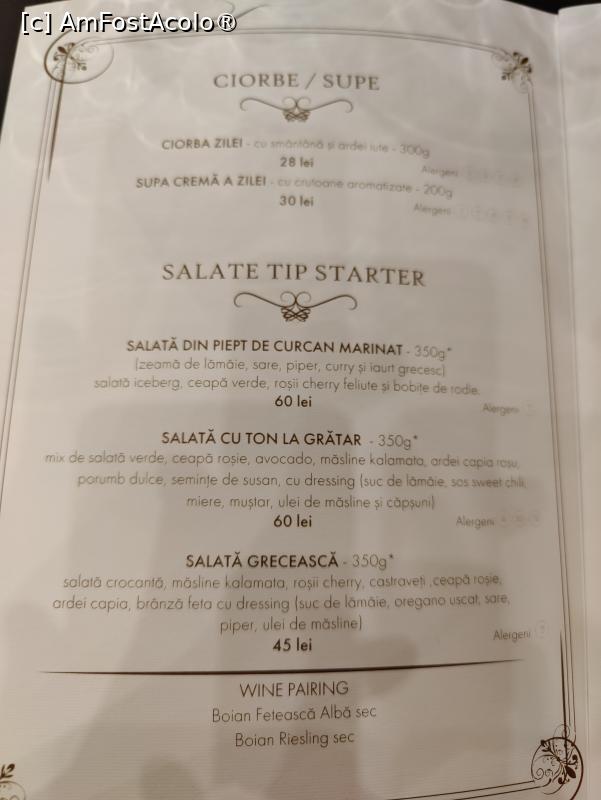 [c] AmFostAcolo®
CIORBE / SUPE
CIORBA ZILEI - cu smântână și ardei iute - 300g
28 lei
Alergeni
SUPA CREMĂ A ZILEI - cu crutoane aromatizate - 200g
30 lei
Alergeni
SALATE TIP STARTER
SALATĂ DIN PIEPT DE CURCAN MARINAT - 350g*
(zeamă de lămâie, sare, piper, curry și iaurt grecesc)
salată iceberg, ceapă verde, roșii cherry feliute și bobițe de rodie.
60 lei
Alergeni
SALATĂ CU TON LA GRĂTAR - 350g*
mix de salată verde, ceapă roșie, avocado, măsline kalamata, ardei capia roșu,
porumb dulce, semințe de susan, cu dressing (suc de lămâie, sos sweet chili,
miere, muștar, ulei de măsline și căpșuni)
60 lei
Alergeni
SALATĂ GRECEASCĂ - 350g*
salată crocantă, măsline kalamata, roșii cherry, castraveți ,ceapă roșie,
ardei capia, brânză feta cu dressing (suc de lămâie, oregano uscat, sare,
piper, ulei de măsline)
45 lei
Alergeni
WINE PAIRING
Boian Fetească Albă sec
Boian Riesling sec